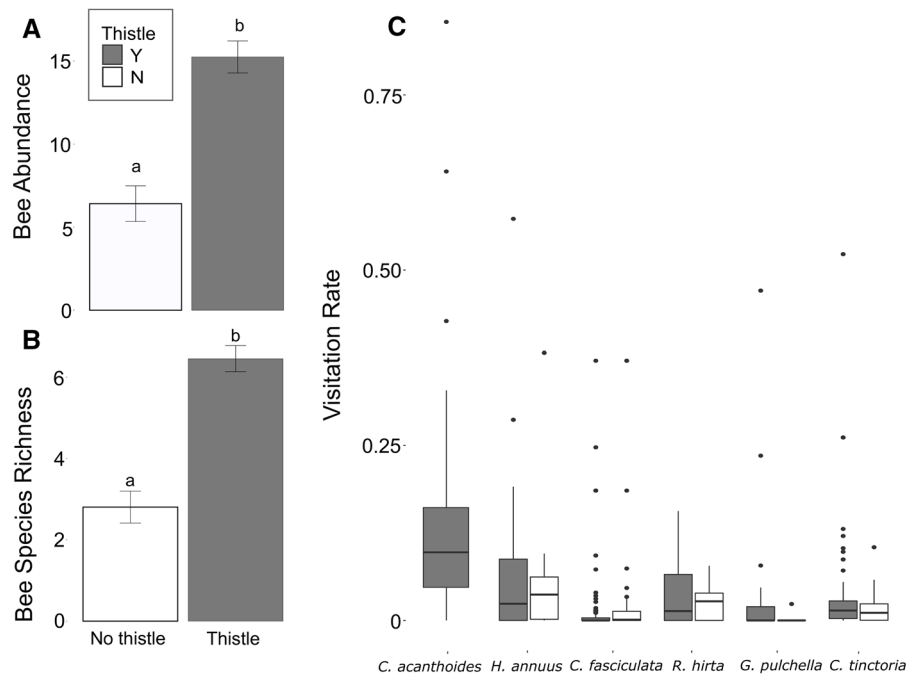 A
Thistle
Y
N
a
b
Bee Abundance
15
10
5
0
B
a
b
Bee Species Richness
6
4
2
0
No thistle Thistle
C
Visitation Rate
0.75
0.50
0.25
0
C. acanthoides H. annuus C. fasciculata R. hirta G. pulchella C. tinctoria